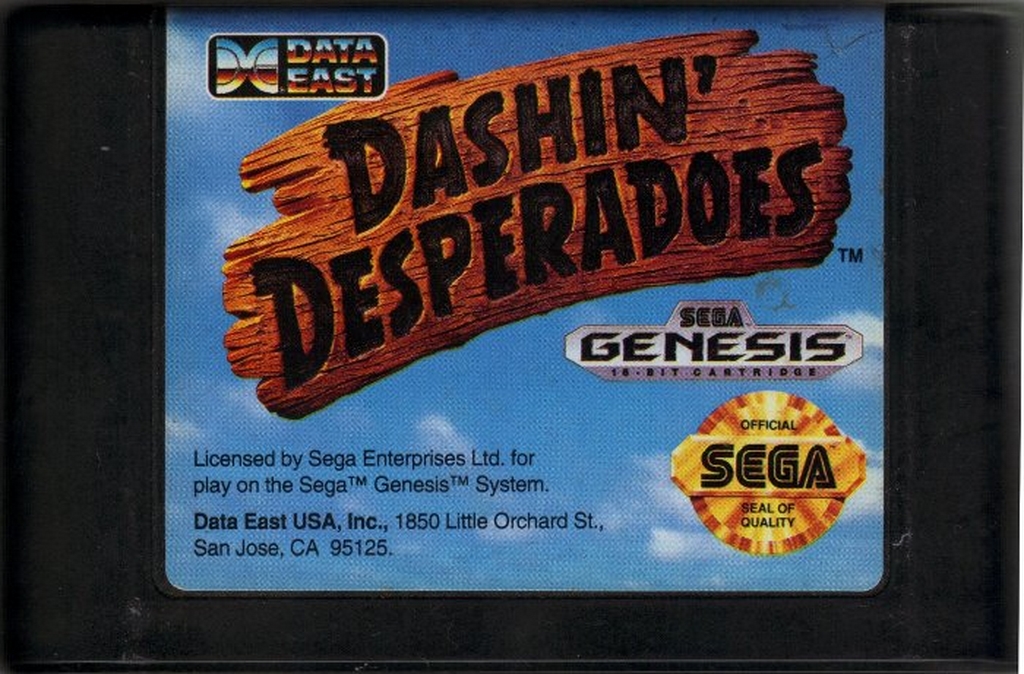 DATA
EAST
DASHIN'
DESPERADOES
TM
SEGA
GENESIS
16-BIT CARTRIDGE
OFFICIAL
SEGA
SEAL OF
QUALITY
Licensed by Sega Enterprises Ltd. for
play on the Sega™ Genesis™ System.
Data East USA, Inc., 1850 Little Orchard St.,
San Jose, CA 95125.